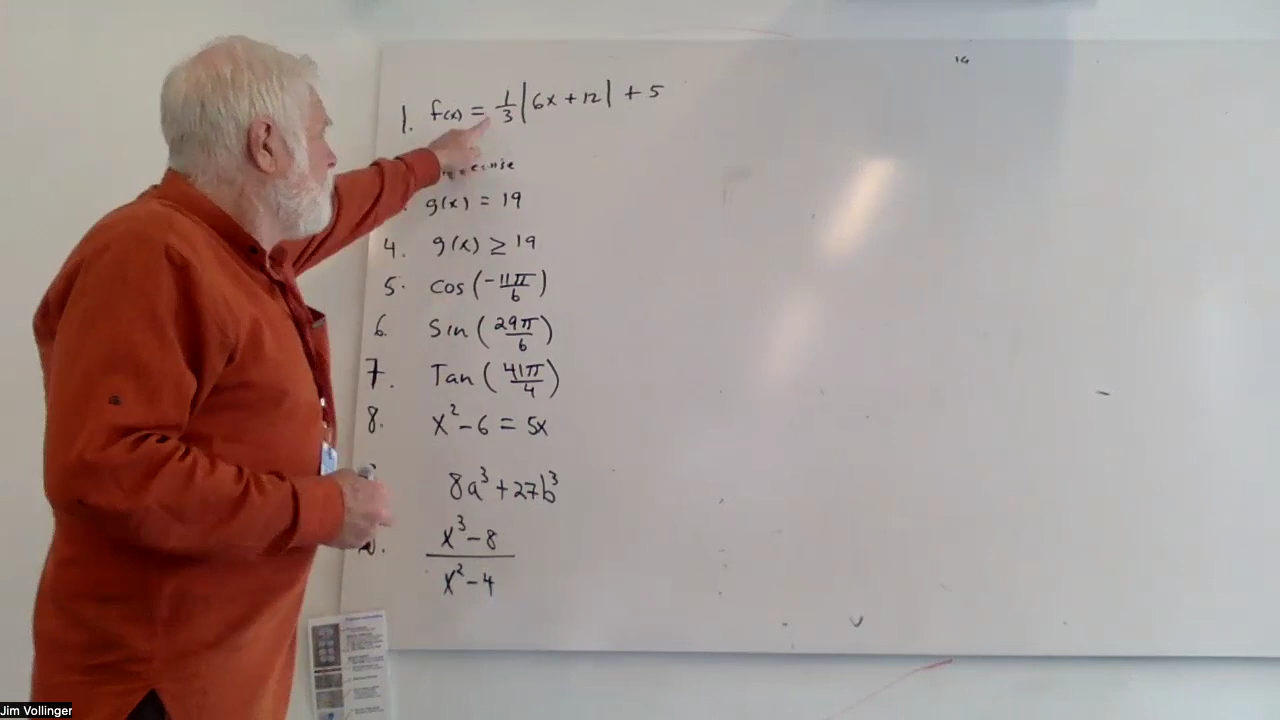 1. f(x) = 1/3 |6x + 12| + 5
g(x) = 19
4. g(x) ≥ 19
5. cos (-11π/6)
6. Sin (29π/6)
7. Tan (41π/4)
8. x² - 6 = 5x
8a³ + 27b³
x³ - 8
x² - 4
Jim Vollinger